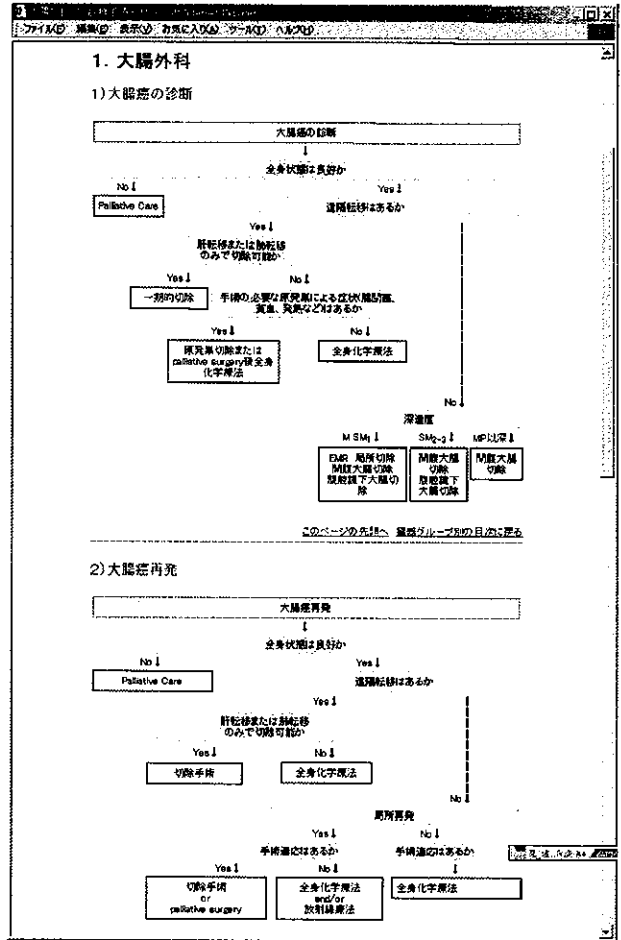 ファイル(F) 編集(E) 表示(V) お気に入り(A) ツール(T) ヘルプ(H)
1. 大腸外科
1)大腸癌の診断
大腸癌の診断
↓
全身状態は良好か
No↓
Yes↓
Palliative Care
遠隔転移はあるか
Yes↓
肝転移または肺転移
のみで切除可能か
Yes↓
No↓
一期的切除
手術の必要な原発巣による症状(腸閉塞、
貧血、発熱など)はあるか
Yes↓
No↓
原発巣切除または
palliative surgery後全身
化学療法
全身化学療法
No↓
深達度
M SM1↓
SM2-3↓
MP以深↓
EMR 局所切除
開腹大腸切除
腹腔鏡下大腸切
除
開腹大腸
切除
腹腔鏡下
大腸切除
開腹大腸
切除
このページの先頭へ 臓器グループ別の目次に戻る
2)大腸癌再発
大腸癌再発
↓
全身状態は良好か
No↓
Yes↓
Palliative Care
遠隔転移はあるか
Yes↓
肝転移または肺転移
のみで切除可能か
Yes↓
No↓
切除手術
全身化学療法
No↓
局所再発
Yes↓
No↓
手術適応はあるか
手術適応はあるか
Yes↓
No↓
↓
切除手術
or
palliative surgery
全身化学療法
and/or
放射線療法
全身化学療法